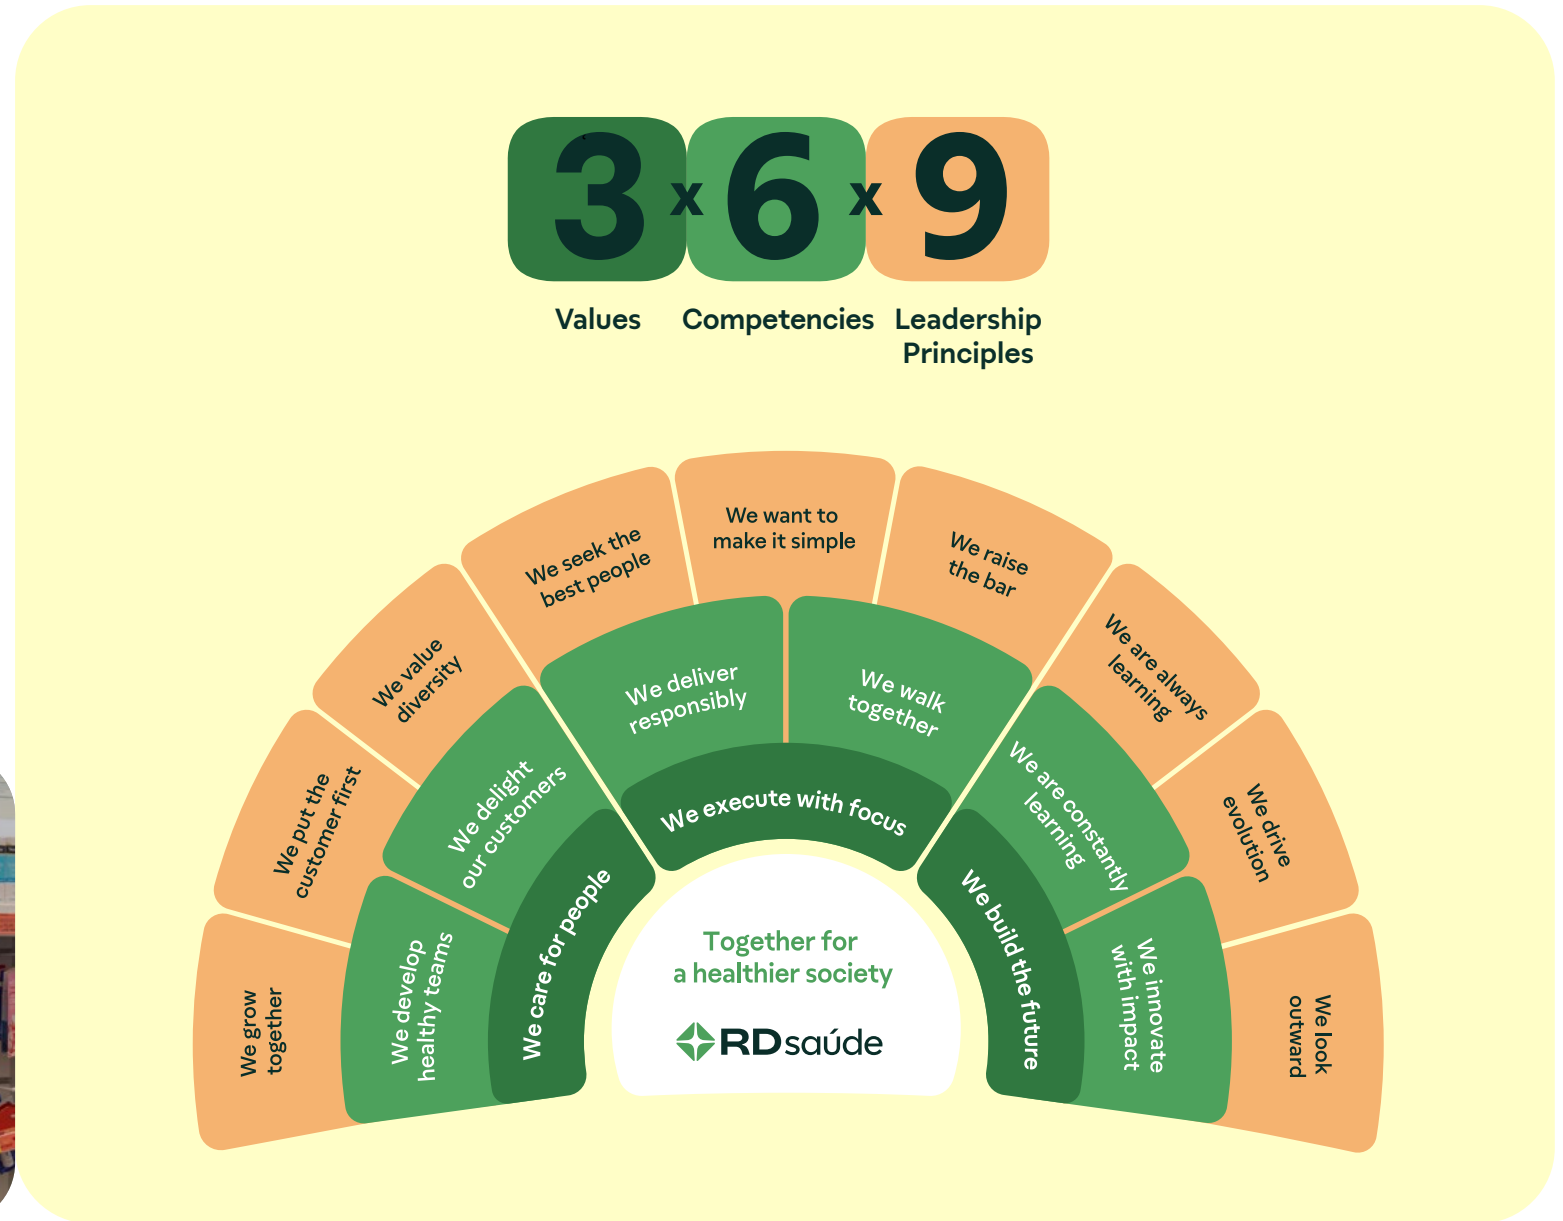 3 x 6 x 9
Values
Competencies
Leadership
Principles
We grow
together
We put the
customer first
We value
diversity
We seek the
best people
We want to
make it simple
We raise
the bar
We are always
learning
We drive
evolution
We look
outward
We develop
healthy teams
We delight
our customers
We deliver
responsibly
We walk
together
We are constantly
learning
We innovate
with impact
We care for people
We execute with focus
We build the future
Together for
a healthier society
RDsaúde